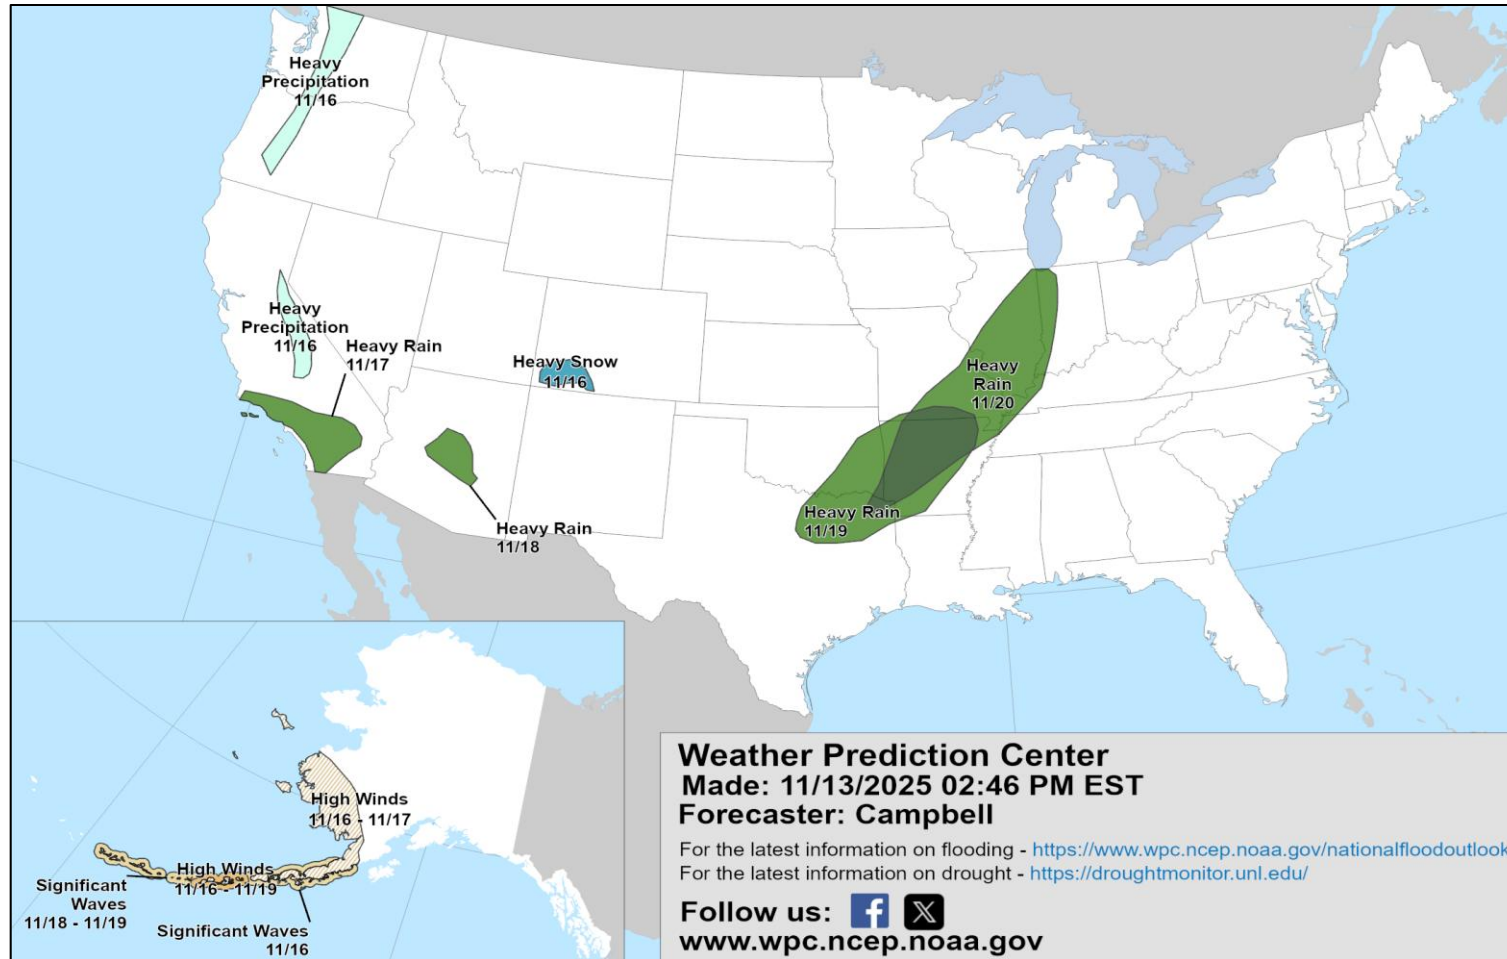 Heavy
Precipitation
11/16
Heavy
Precipitation
11/16
Heavy Rain
11/17
Heavy Snow
11/16
Heavy Rain
11/18
Heavy
Rain
11/20
Heavy Rain
11/19
High Winds
11/16 - 11/17
High Winds
11/16 - 11/19
Significant
Waves
11/18 - 11/19
Significant Waves
11/16
Weather Prediction Center
Made: 11/13/2025 02:46 PM EST
Forecaster: Campbell
For the latest information on flooding - https://www.wpc.ncep.noaa.gov/nationalfloodoutlook
For the latest information on drought - https://droughtmonitor.unl.edu/
Follow us:
www.wpc.ncep.noaa.gov